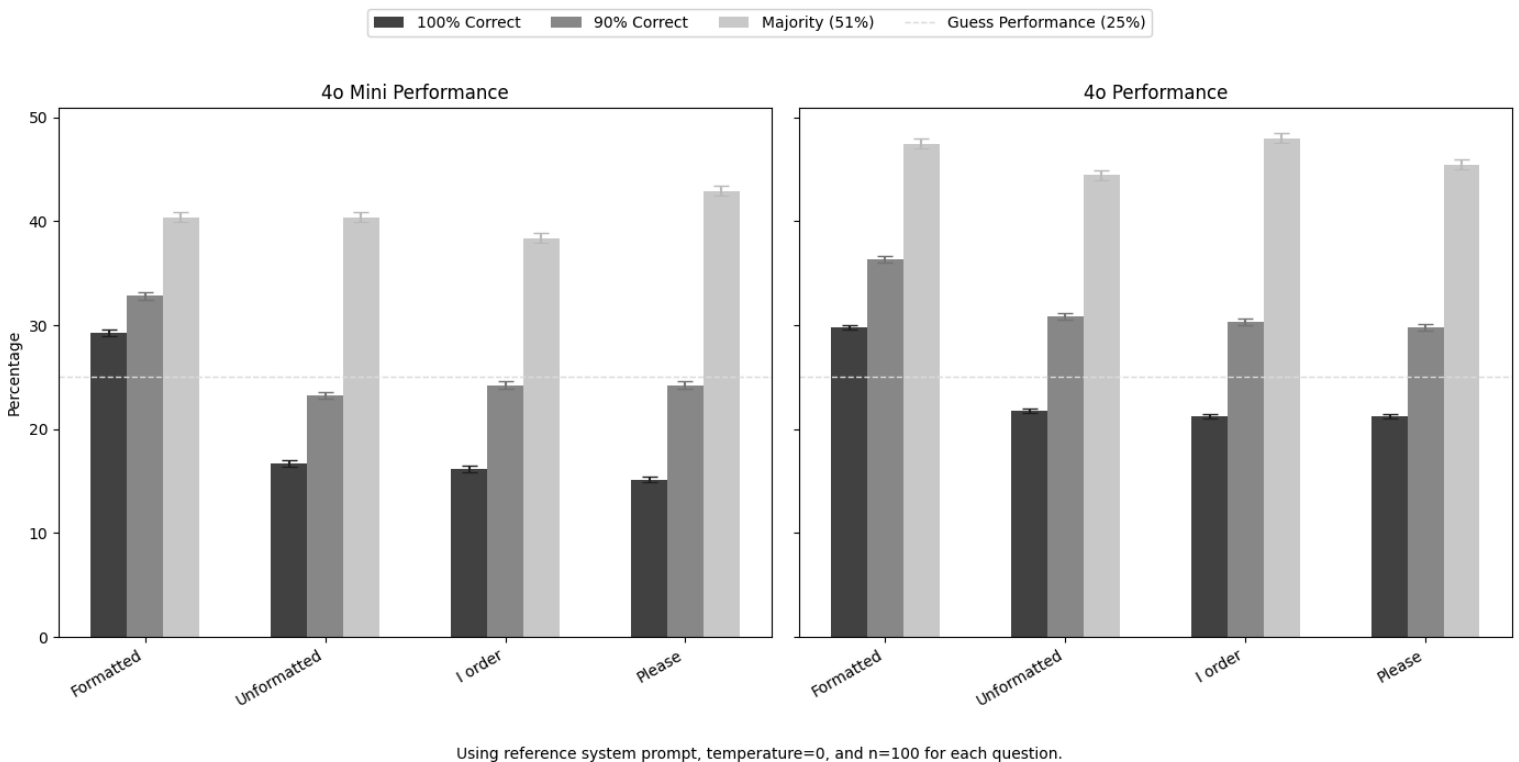 100% Correct 90% Correct Majority (51%) Guess Performance (25%)
4o Mini Performance
4o Performance
Percentage
50
40
30
20
10
0
Formatted Unformatted I order Please
Formatted Unformatted I order Please
Using reference system prompt, temperature=0, and n=100 for each question.